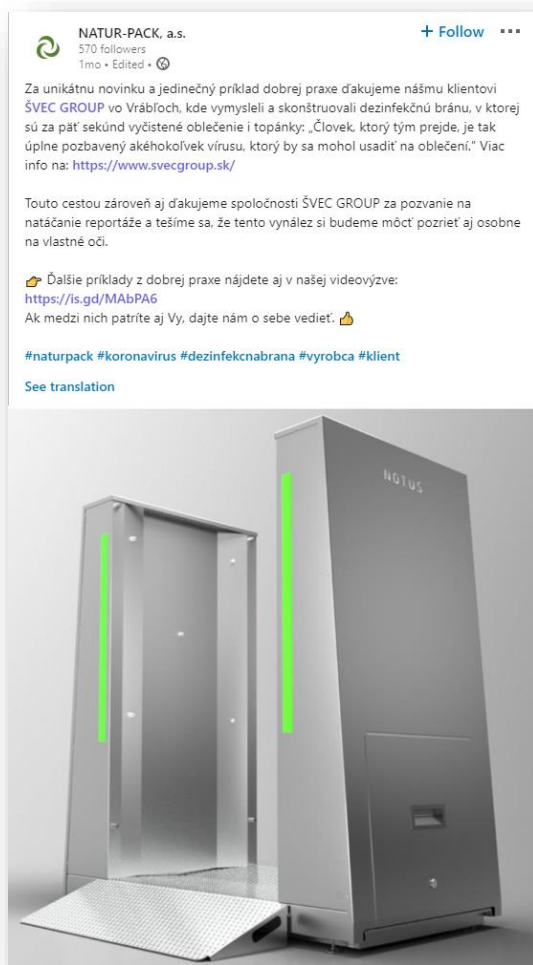 NATUR-PACK, a.s.
+ Follow
570 followers
1mo • Edited •
Za unikátnu novinku a jedinečný príklad dobrej praxe ďakujeme nášmu klientovi
ŠVEC GROUP vo Vrábľoch, kde vymysleli a skonštruovali dezinfekčnú bránu, v ktorej
sú za päť sekúnd vyčistené oblečenie i topánky: „Človek, ktorý tým prejde, je tak
úplne pozbavený akéhokoľvek vírusu, ktorý by sa mohol usadiť na oblečení." Viac
info na: https://www.svecgroup.sk/
Touto cestou zároveň aj ďakujeme spoločnosti ŠVEC GROUP za pozvanie na
natáčanie reportáže a tešíme sa, že tento vynález si budeme môcť pozrieť aj osobne
na vlastné oči.
👉 Ďalšie príklady z dobrej praxe nájdete aj v našej videovýzve:
https://is.gd/MAbPA6
Ak medzi nich patríte aj Vy, dajte nám o sebe vedieť. 👍
#naturpack #koronavirus #dezinfekcnabrana #vyrobca #klient
See translation
NOTUS